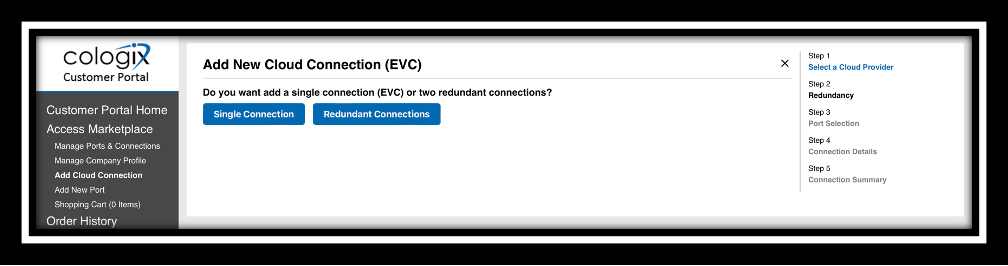 cologix
Customer Portal
Customer Portal Home
Access Marketplace
Manage Ports & Connections
Manage Company Profile
Add Cloud Connection
Add New Port
Shopping Cart (0 Items)
Order History
Add New Cloud Connection (EVC)
Do you want add a single connection (EVC) or two redundant connections?
Single Connection
Redundant Connections
Step 1
Select a Cloud Provider
Step 2
Redundancy
Step 3
Port Selection
Step 4
Connection Details
Step 5
Connection Summary